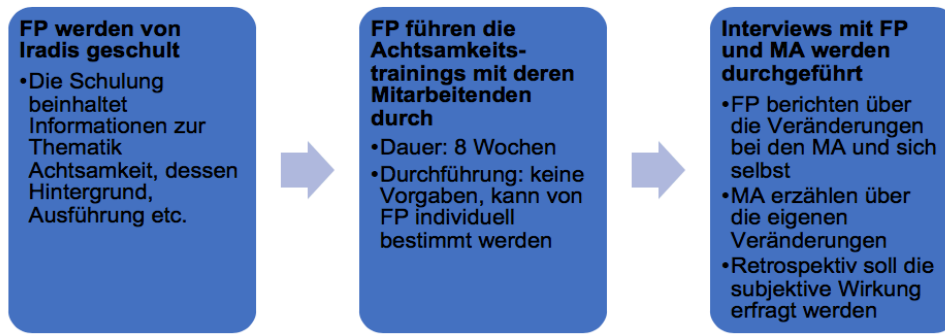 FP werden von
Iradis geschult
•Die Schulung
beinhaltet
Informationen zur
Thematik
Achtsamkeit, dessen
Hintergrund,
Ausführung etc.
FP führen die
Achtsamkeits-
trainings mit deren
Mitarbeitenden
durch
•Dauer: 8 Wochen
•Durchführung: keine
Vorgaben, kann von
FP individuell
bestimmt werden
Interviews mit FP
und MA werden
durchgeführt
•FP berichten über
die Veränderungen
bei den MA und sich
selbst
•MA erzählen über
die eigenen
Veränderungen
•Retrospektiv soll die
subjektive Wirkung
erfragt werden